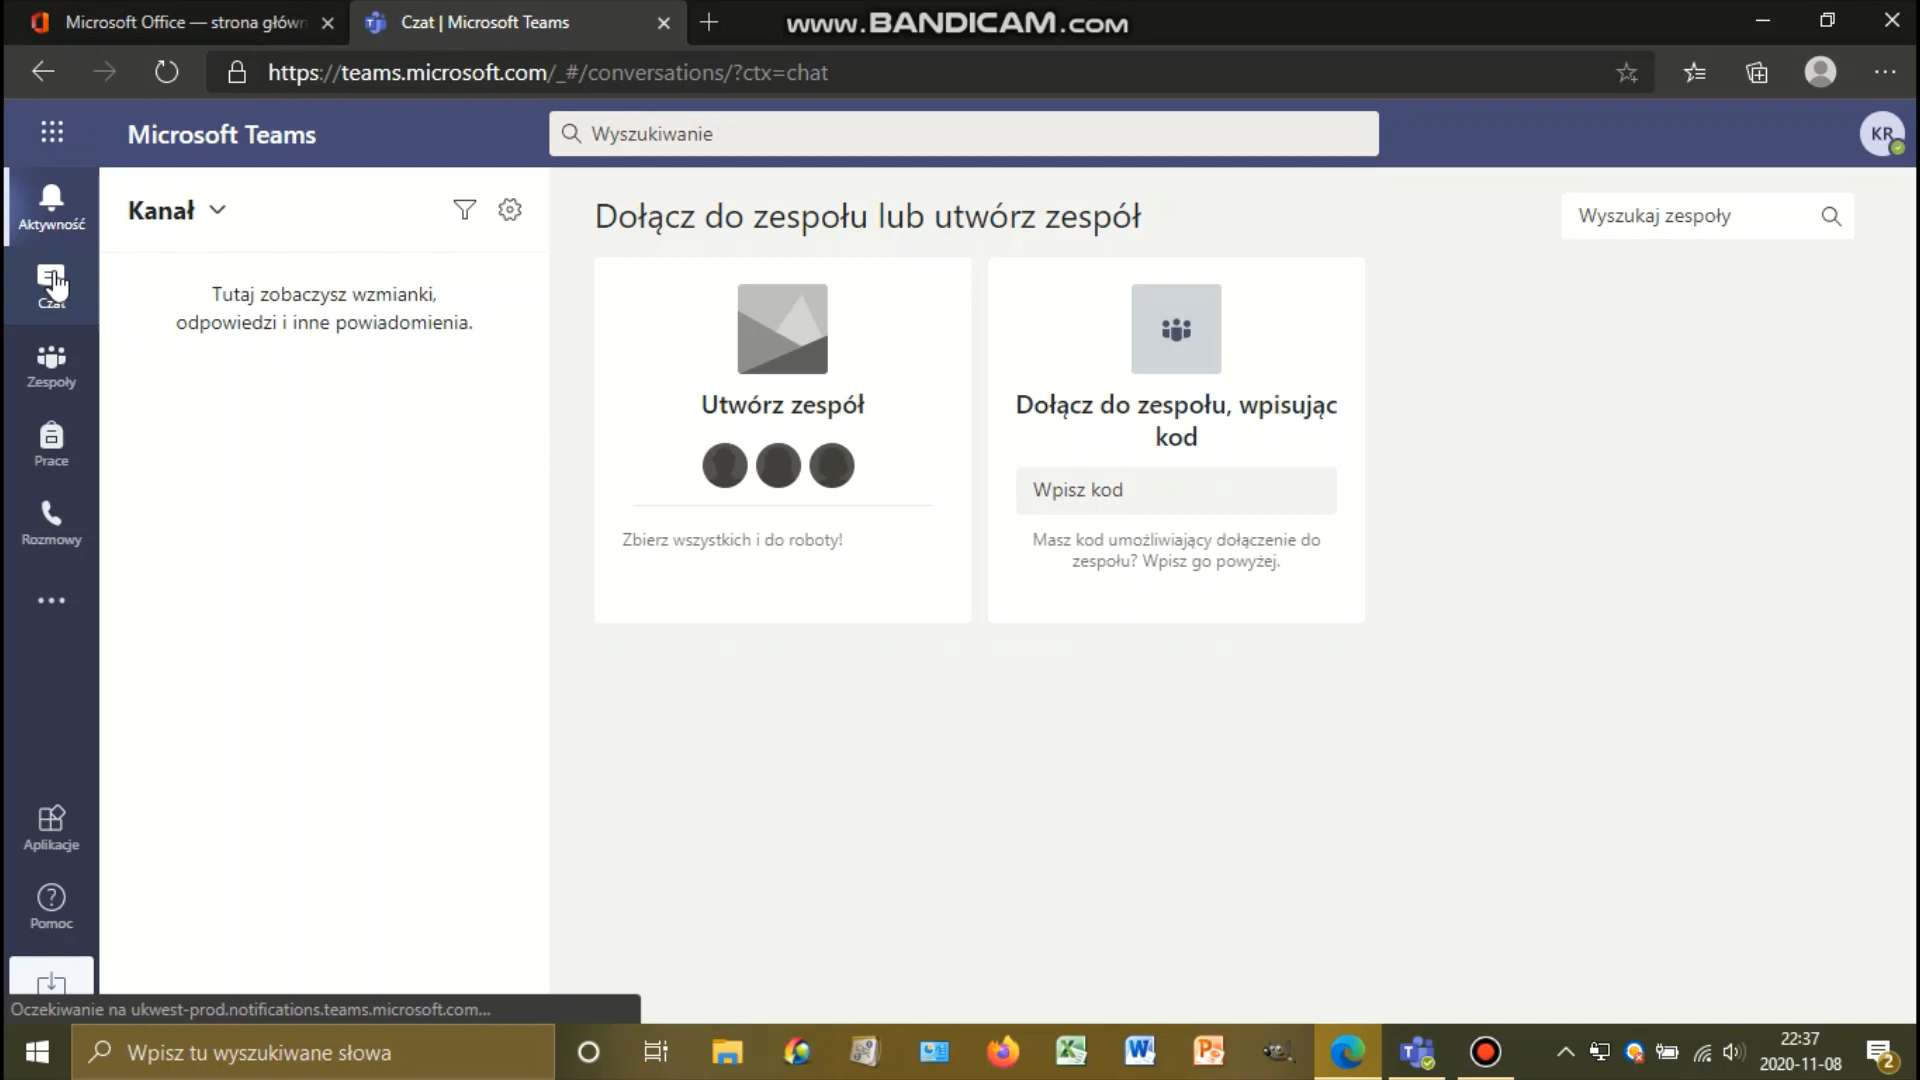 Microsoft Office — strona główn
Czat | Microsoft Teams
www.BANDICAM.com
https://teams.microsoft.com/_#/conversations/?ctx=chat
Microsoft Teams
Wyszukiwanie
KR
Aktywność
Czat
Zespoły
Prace
Rozmowy
Aplikacje
Pomoc
Kanał
Tutaj zobaczysz wzmianki,
odpowiedzi i inne powiadomienia.
Dołącz do zespołu lub utwórz zespół
Wyszukaj zespoły
Utwórz zespół
Zbierz wszystkich i do roboty!
Dołącz do zespołu, wpisując
kod
Wpisz kod
Masz kod umożliwiający dołączenie do
zespołu? Wpisz go powyżej.
Oczekiwanie na ukwest-prod.notifications.teams.microsoft.com...
Wpisz tu wyszukiwane słowa
22:37
2020-11-08
2